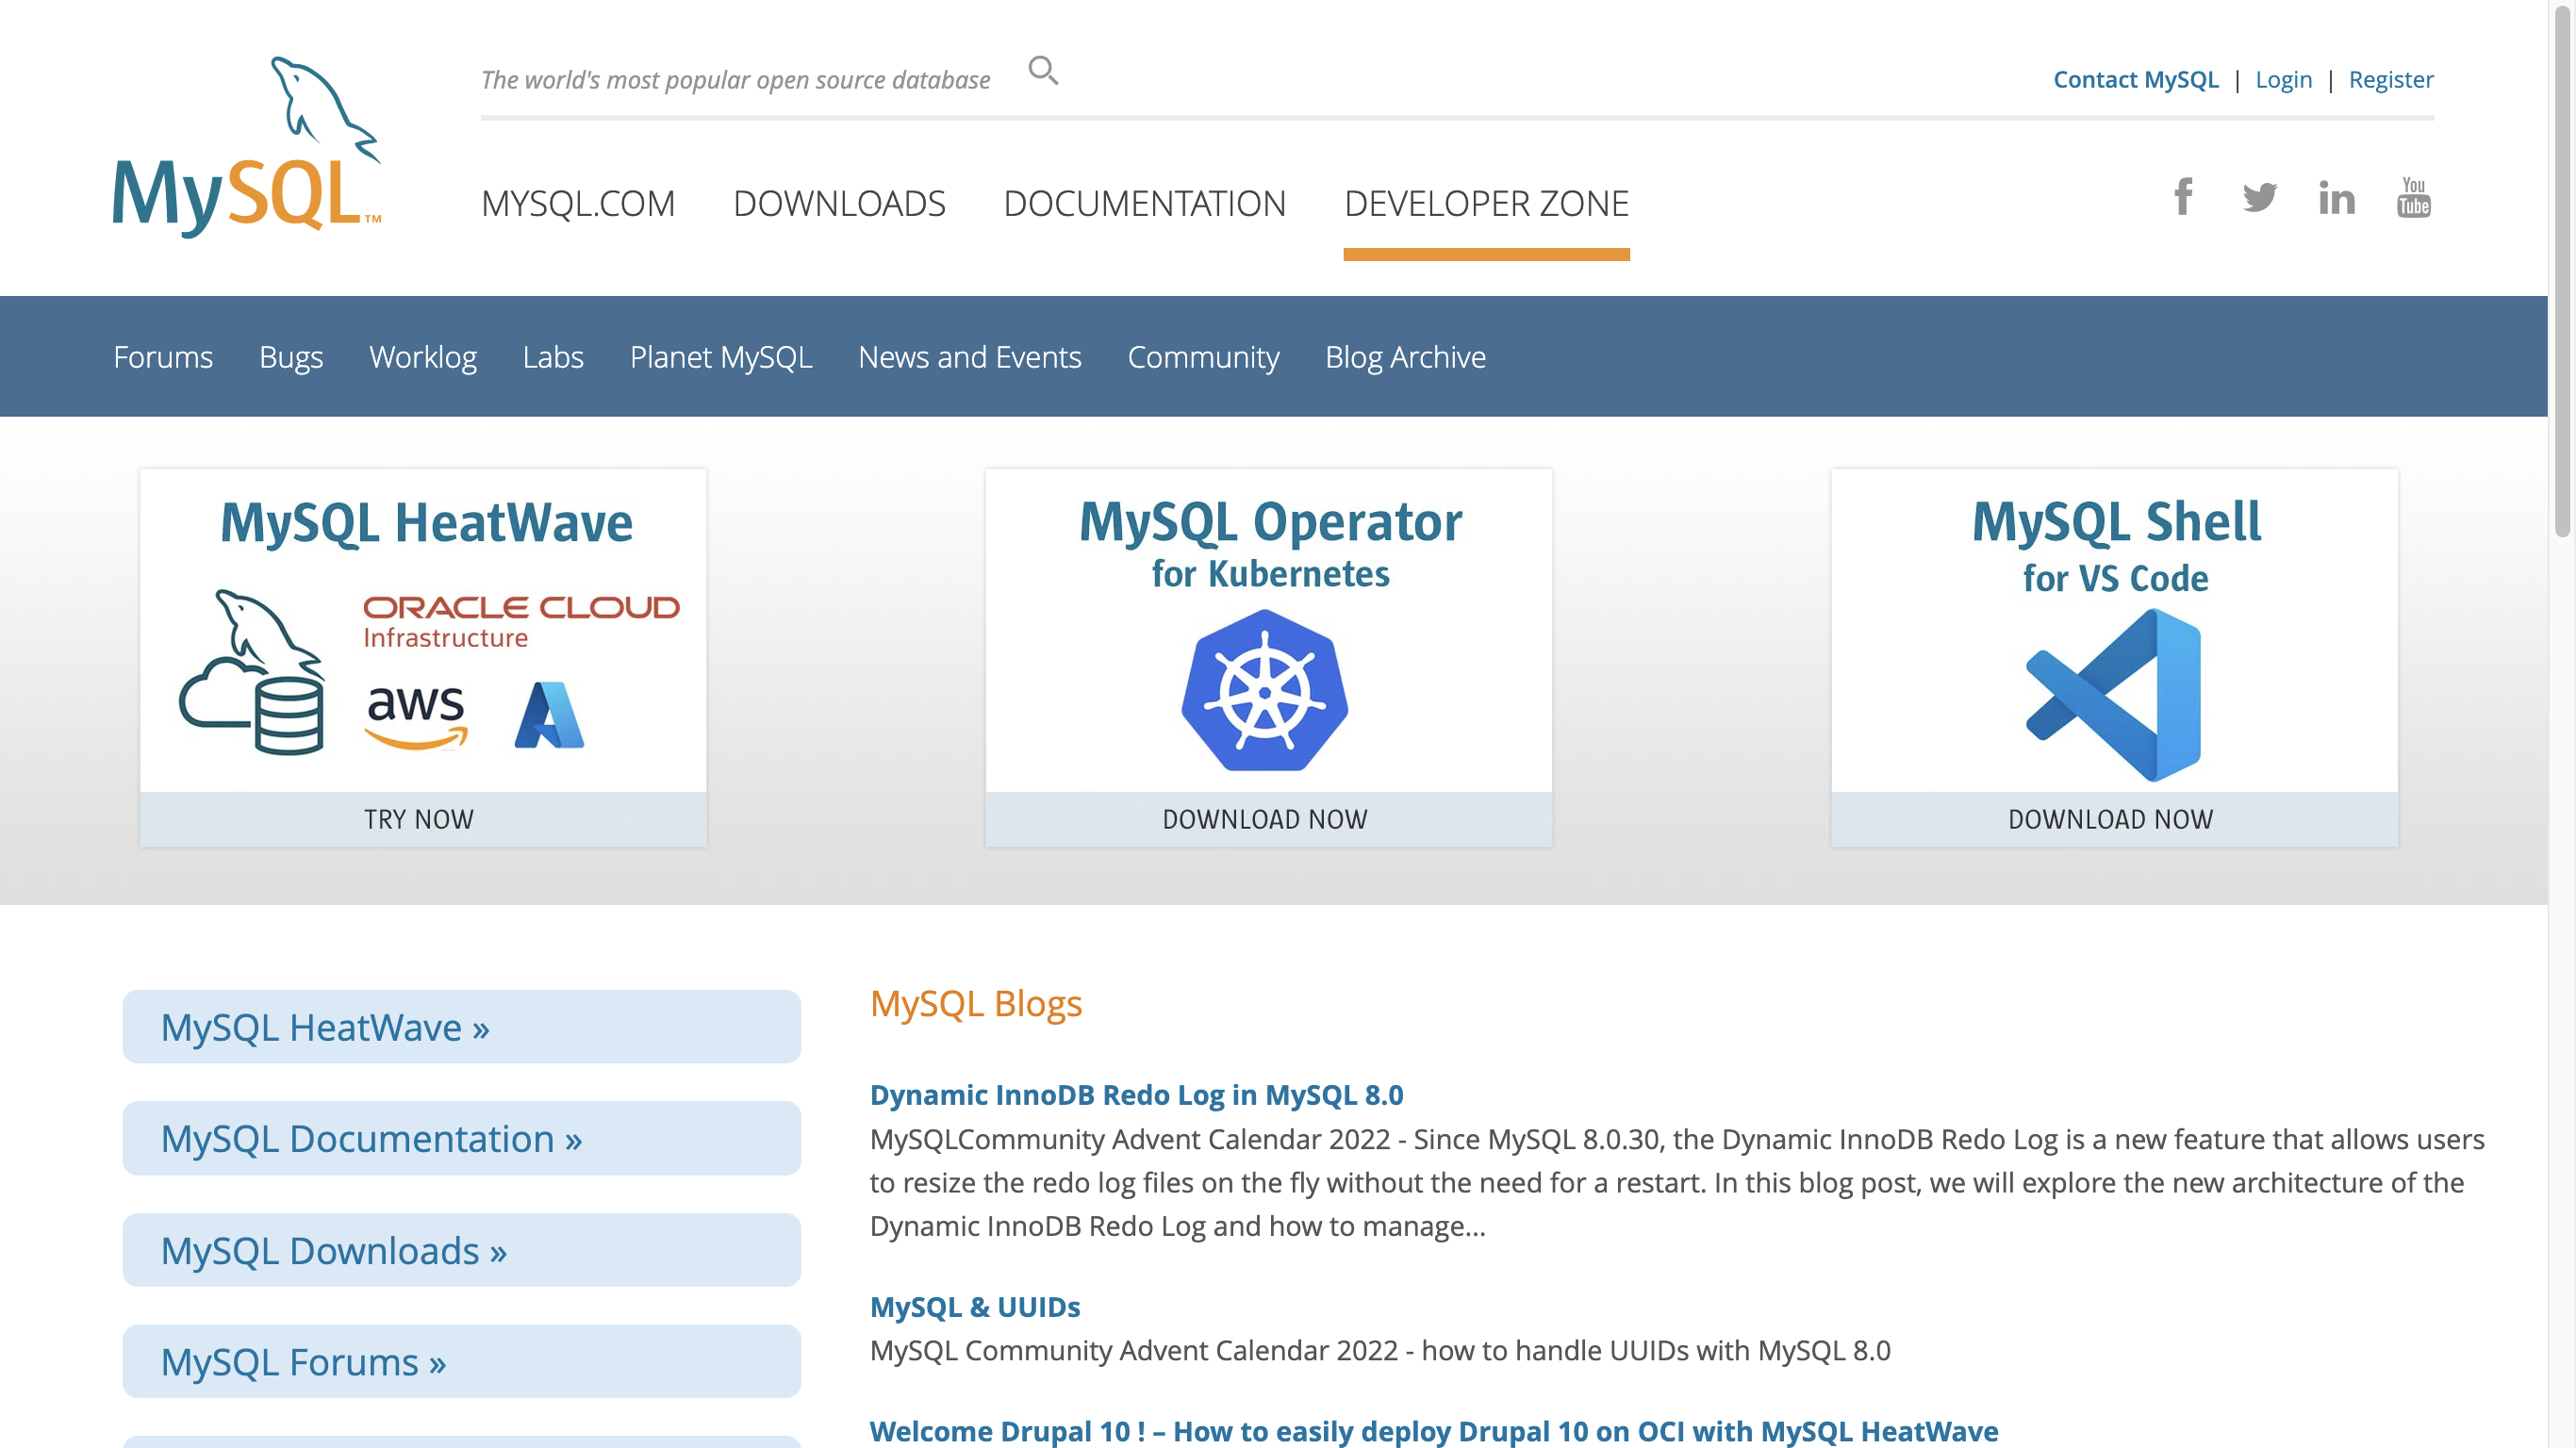 The world's most popular open source database
Contact MySQL | Login | Register
MySQL™
MYSQL.COM DOWNLOADS DOCUMENTATION DEVELOPER ZONE
You
Tube
Forums Bugs Worklog Labs Planet MySQL News and Events Community Blog Archive
MySQL HeatWave
ORACLE CLOUD
Infrastructure
aws
TRY NOW
MySQL Operator
for Kubernetes
DOWNLOAD NOW
MySQL Shell
for VS Code
DOWNLOAD NOW
MySQL HeatWave »
MySQL Documentation »
MySQL Downloads »
MySQL Forums »
MySQL Blogs
Dynamic InnoDB Redo Log in MySQL 8.0
MySQLCommunity Advent Calendar 2022 - Since MySQL 8.0.30, the Dynamic InnoDB Redo Log is a new feature that allows users
to resize the redo log files on the fly without the need for a restart. In this blog post, we will explore the new architecture of the
Dynamic InnoDB Redo Log and how to manage...
MySQL & UUIDs
MySQL Community Advent Calendar 2022 - how to handle UUIDs with MySQL 8.0
Welcome Drupal 10 ! – How to easily deploy Drupal 10 on OCI with MySQL HeatWave